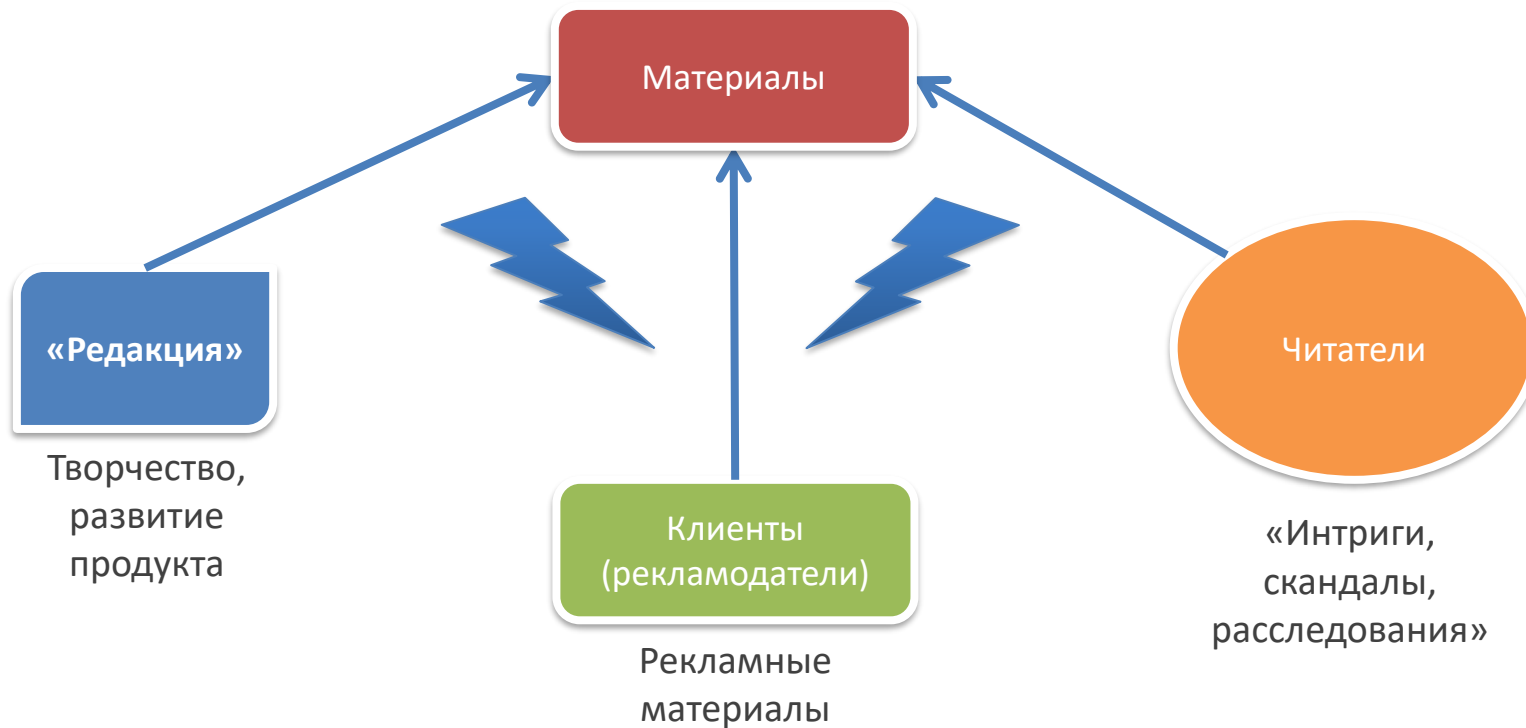 Материалы
«Редакция»
Творчество,
развитие
продукта
Клиенты
(рекламодатели)
Рекламные
материалы
Читатели
«Интриги,
скандалы,
расследования»